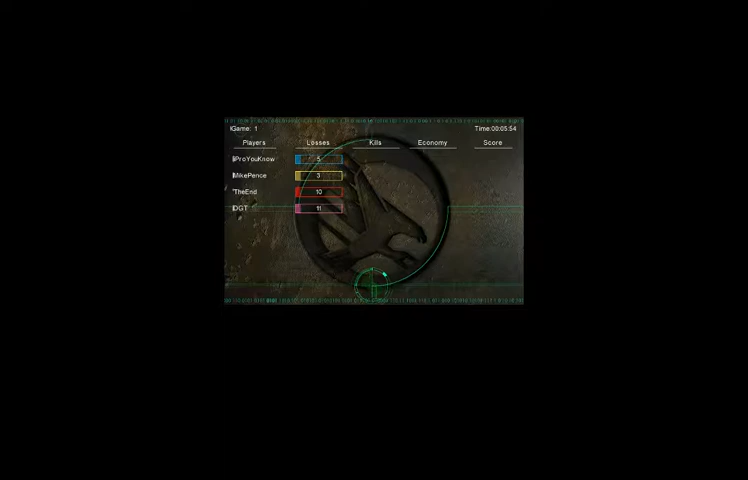 Game: 1 Time:00:05:54
Players Losses Kills Economy Score
ProYouKnow 5
MikePence 3
TheEnd 10
DGT 11